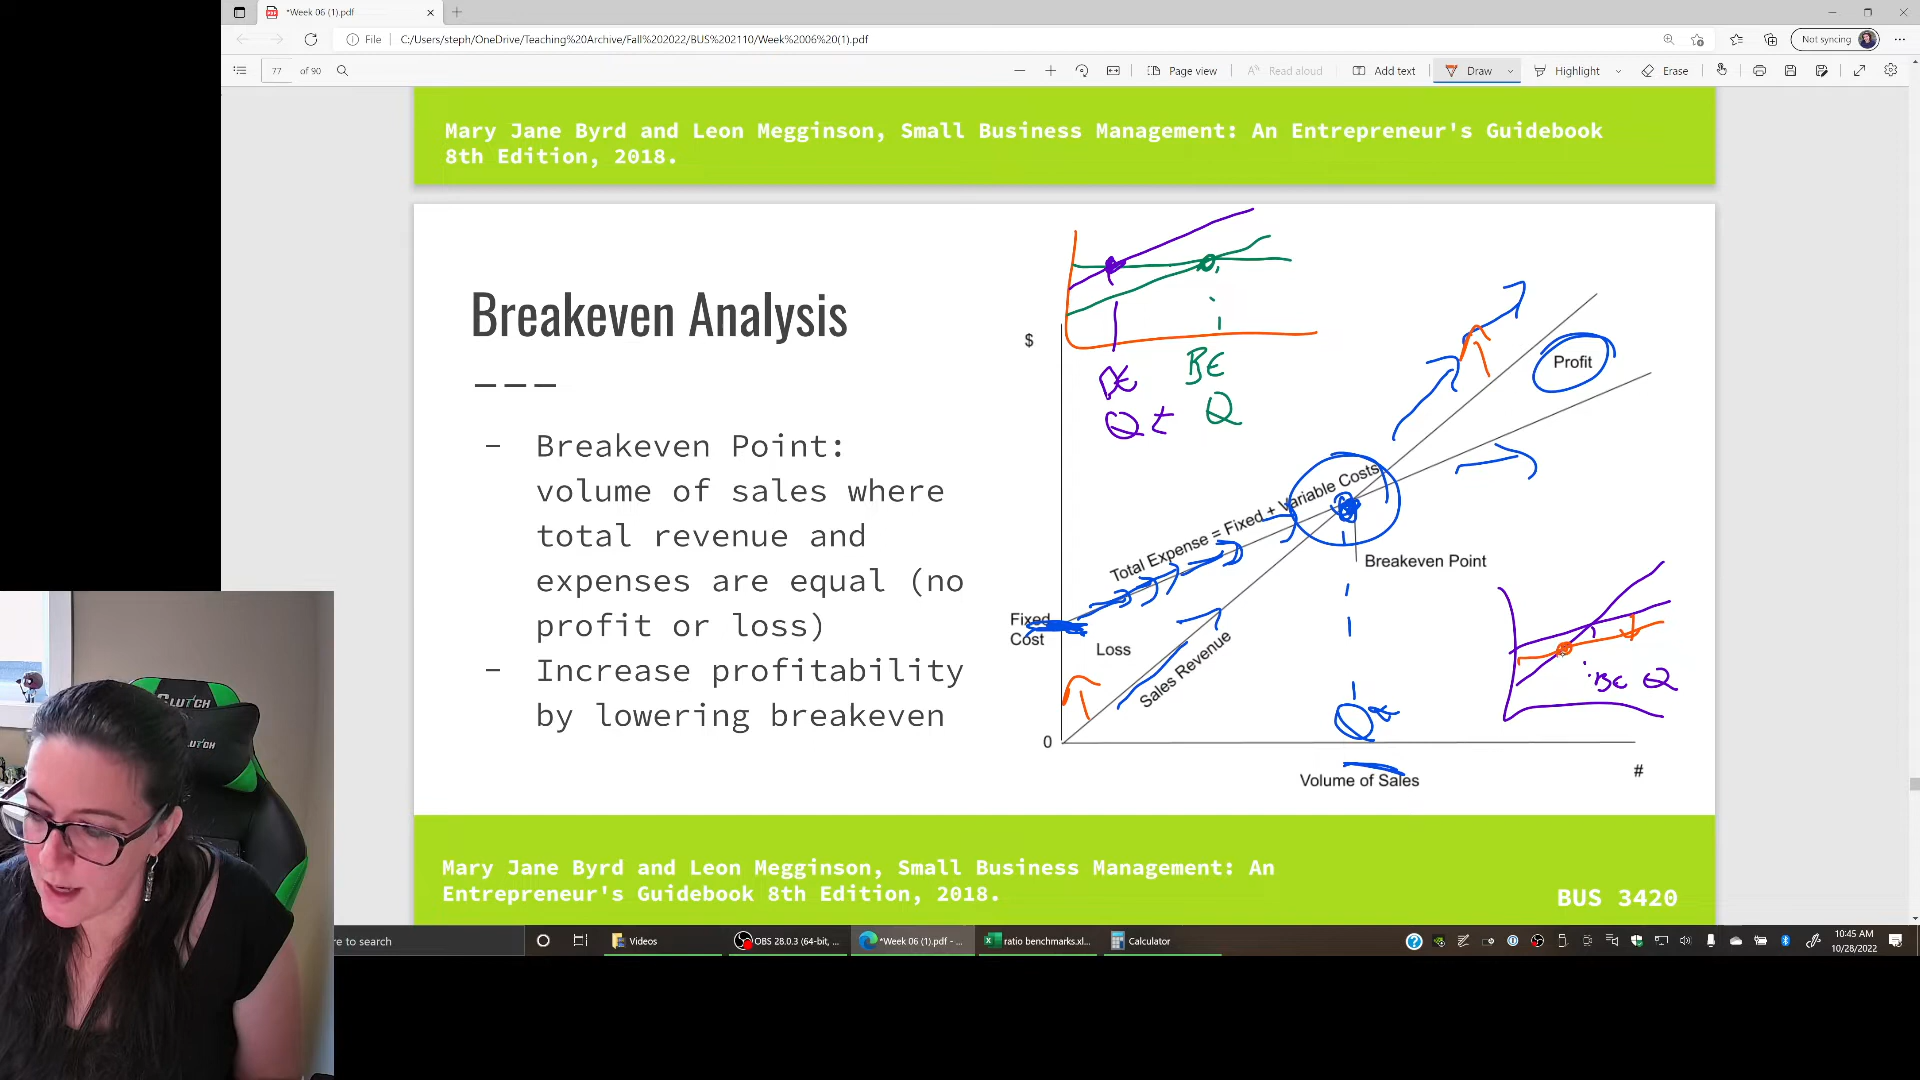 *Week 06 (1).pdf
File C:/Users/steph/OneDrive/Teaching%20Archive/Fall%202022/BUS%202110/Week%2006%20(1).pdf
Not syncing
77 of 90
Page view
Read aloud
Add text
Draw
Highlight
Erase
Mary Jane Byrd and Leon Megginson, Small Business Management: An Entrepreneur's Guidebook
8th Edition, 2018.
Breakeven Analysis
- Breakeven Point:
volume of sales where
total revenue and
expenses are equal (no
profit or loss)
- Increase profitability
by lowering breakeven
BE
Q
BE
Q
$
Profit
Total Expense = Fixed + Variable Costs
Breakeven Point
Fixed
Cost
Loss
Sales Revenue
BE Q
Q*
0
#
Volume of Sales
Mary Jane Byrd and Leon Megginson, Small Business Management: An
Entrepreneur's Guidebook 8th Edition, 2018.
BUS 3420
CLUTCH
LUTCH
re to search
Videos
OBS 28.0.3 (64-bit, ...
*Week 06 (1).pdf - ...
ratio benchmarks.xl...
Calculator
10:45 AM
10/28/2022